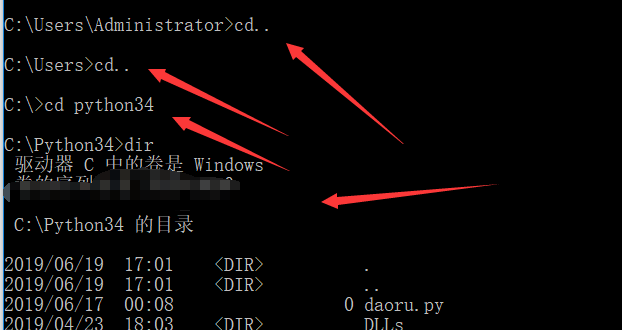 C:\Users\Administrator>cd..
C:\Users>cd..
C:\>cd python34
C:\Python34>dir
驱动器 C 中的卷是 Windows
卷的序列
C:\Python34 的目录
2019/06/19 17:01 <DIR> .
2019/06/19 17:01 <DIR> ..
2019/06/17 00:08 0 daoru.py
2019/04/23 18:03 <DIR> DLLs